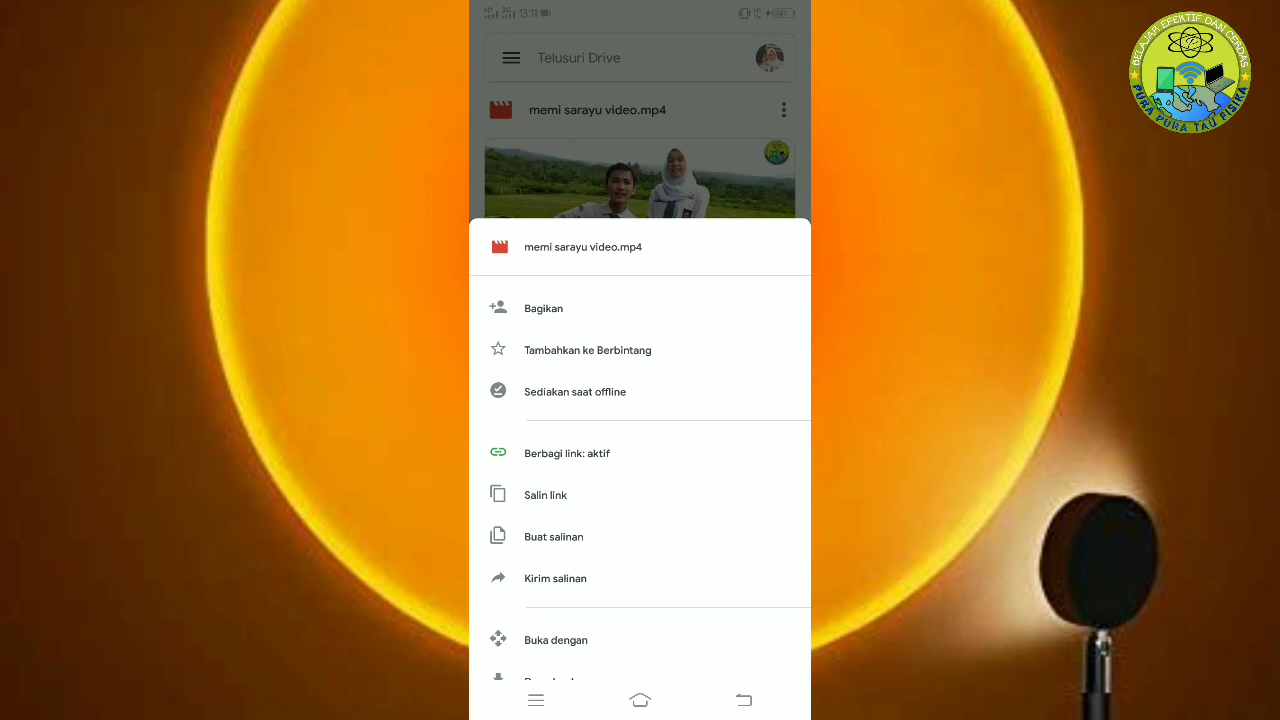 13:11
Telusuri Drive
memi sarayu video.mp4
memi sarayu video.mp4
Bagikan
Tambahkan ke Berbintang
Sediakan saat offline
Berbagi link: aktif
Salin link
Buat salinan
Kirim salinan
Buka dengan
BELAJAR EFEKTIF DAN CERDAS
PURA PURA TAU FISIKA